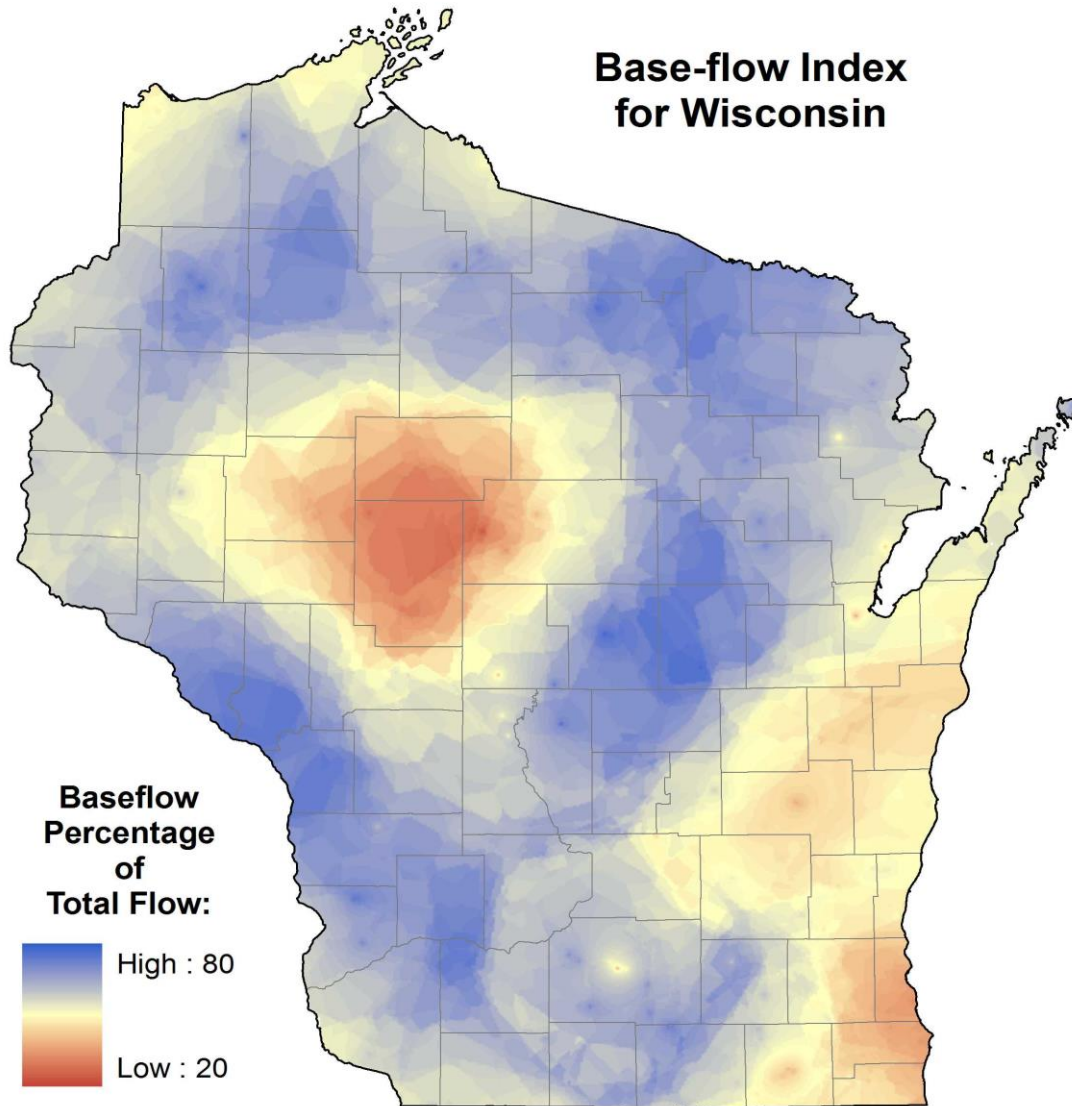 Base-flow Index
for Wisconsin
Baseflow
Percentage
of
Total Flow:
High : 80
Low : 20